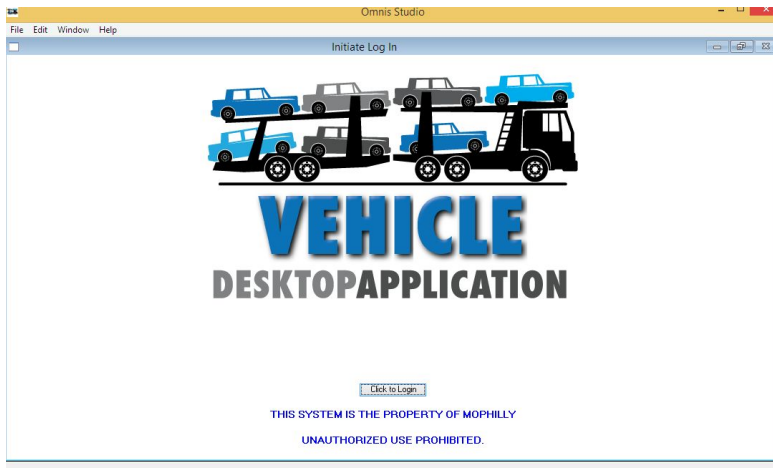 Omnis Studio
File Edit Window Help
Initiate Log In
VEHICLE
DESKTOPAPPLICATION
Click to Login
THIS SYSTEM IS THE PROPERTY OF MOPHILLY
UNAUTHORIZED USE PROHIBITED.